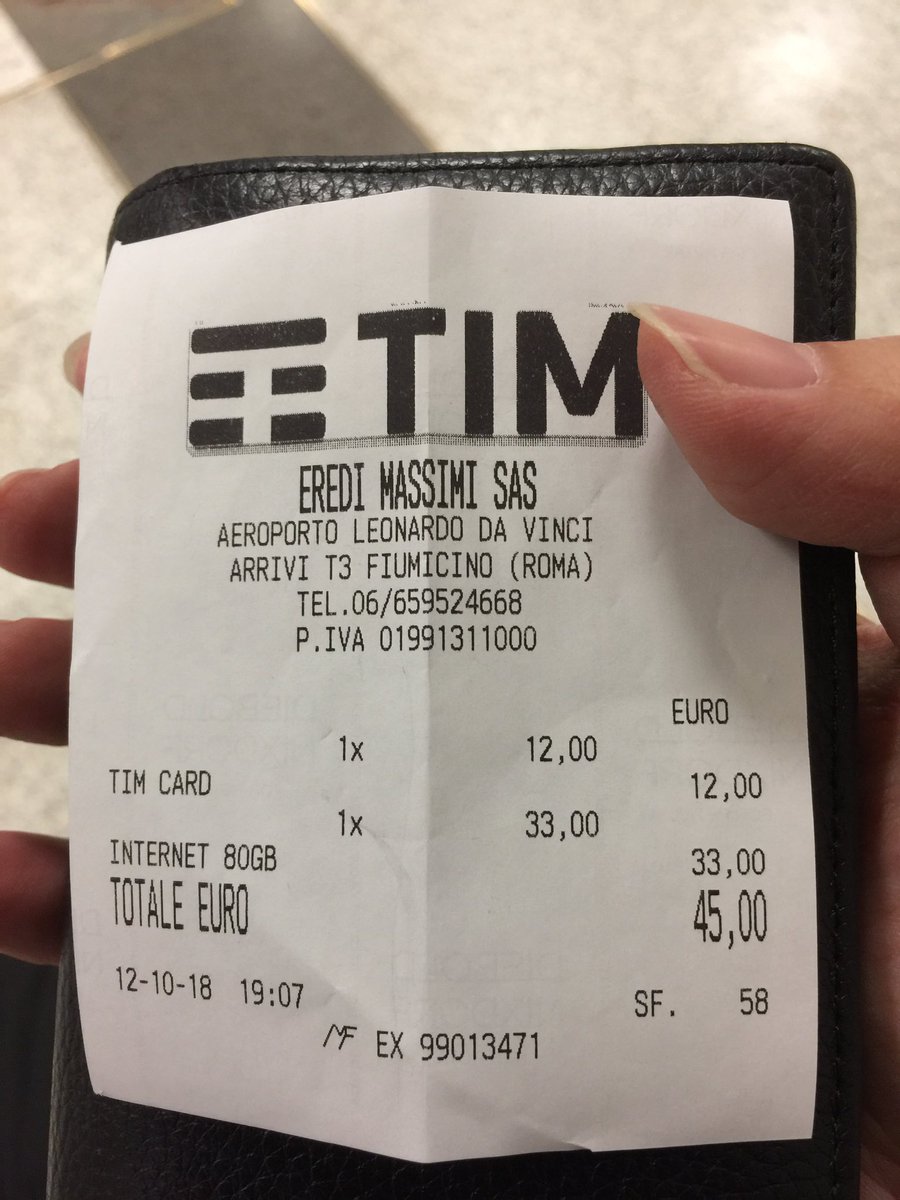 TIM
EREDI MASSIMI SAS
AEROPORTO LEONARDO DA VINCI
ARRIVI T3 FIUMICINO (ROMA)
TEL.06/659524668
P.IVA 01991311000
EURO
1x 12,00
TIM CARD 12,00
1x 33,00
INTERNET 80GB 33,00
TOTALE EURO 45,00
12-10-18 19:07 SF. 58
MF EX 99013471